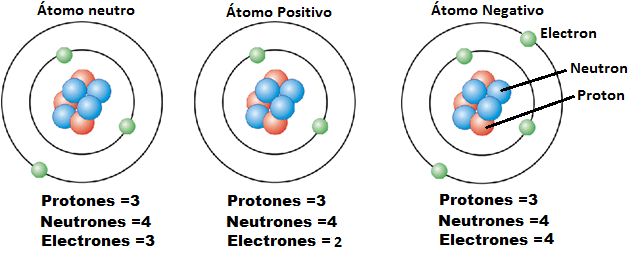 Átomo neutro
Átomo Positivo
Átomo Negativo
Electron
Neutron
Proton
Protones =3
Neutrones =4
Electrones =3
Protones =3
Neutrones =4
Electrones = 2
Protones =3
Neutrones =4
Electrones =4